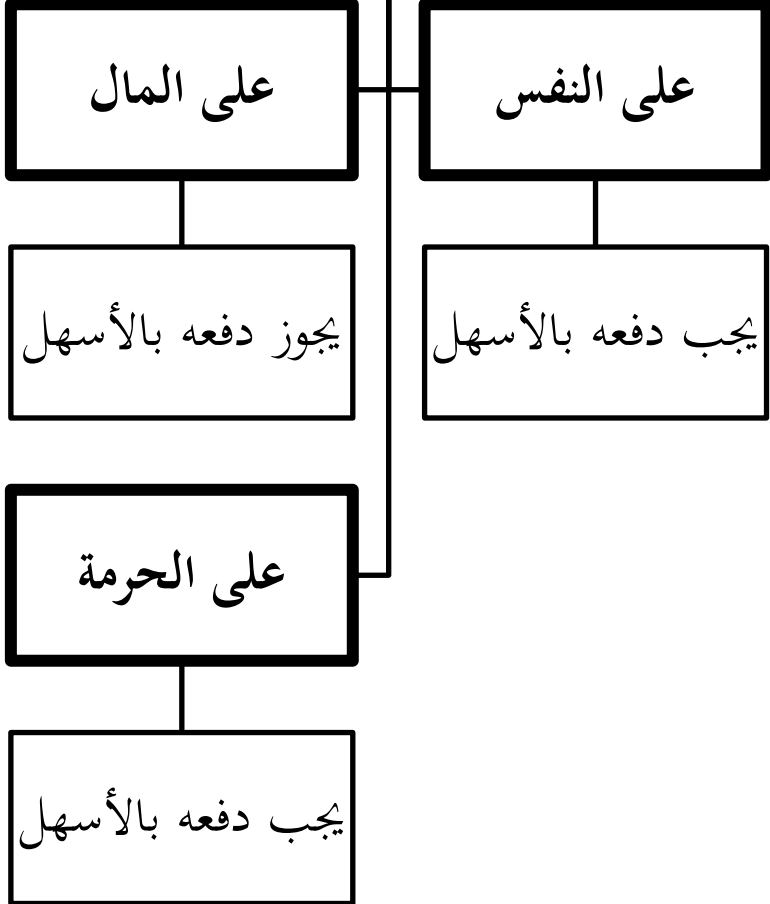 على النفس
على المال
يجب دفعه بالأسهل
يجوز دفعه بالأسهل
على الحرمة
يجب دفعه بالأسهل